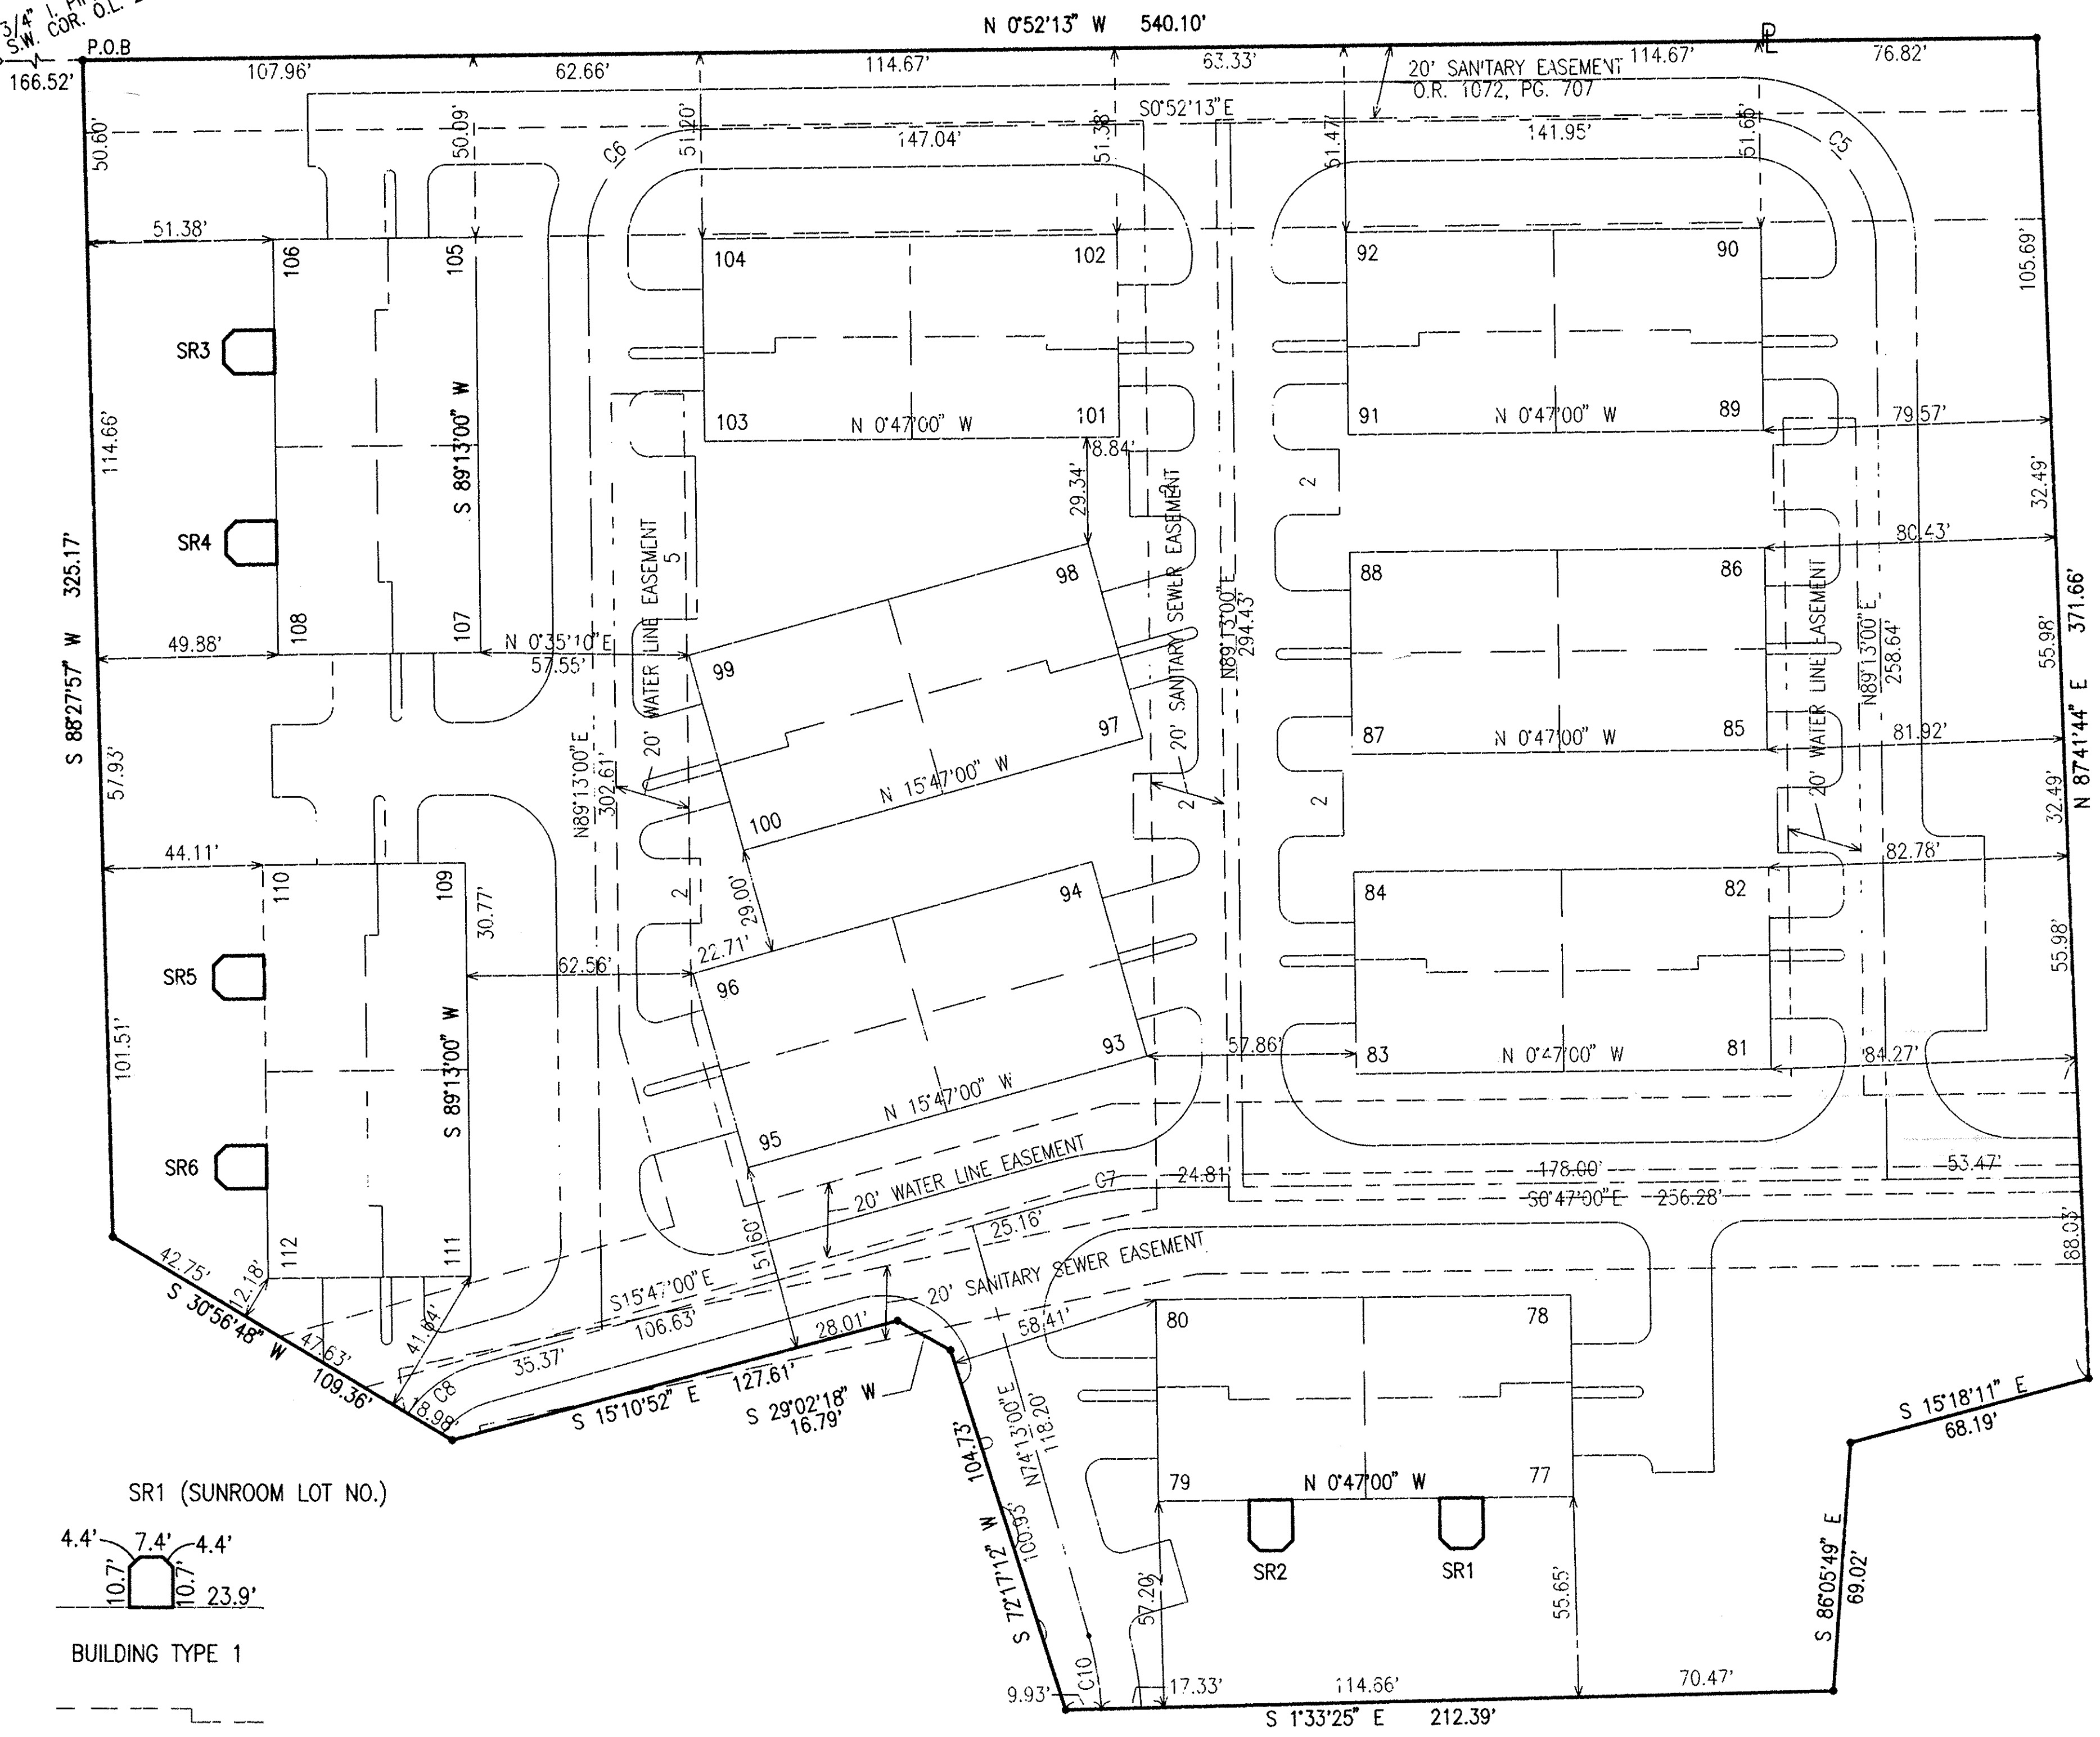 3/4" I.
S.W. COR. O.L.
N 0°52'13" W 540.10'
P.O.B
166.52'
107.96'
62.66'
114.67'
63.33'
114.67'
76.82'
20' SANITARY EASEMENT
O.R. 1072, PG. 707
S0°52'13"E
50.60'
50.09'
C6
51.20'
147.04'
51.38'
51.47'
141.95'
51.65'
C5
51.38'
106
105
104
102
92
90
105.69'
SR3
S 89°13'00" W
103
N 0°47'00" W
101
91
N 0°47'00" W
89
79.57'
8.84'
29.34'
114.66'
2
2
32.49'
SR4
20' WATER LINE EASEMENT
5
20' SANITARY SEWER EASEMENT
80.43'
98
88
86
S 88°27'57" W 325.17'
108
107
N 0°35'10"E
57.55'
49.88'
99
N89°13'00"E
294.43'
20' WATER LINE EASEMENT
N89°13'00"E
258.64'
55.98'
N 87°41'44" E 371.66'
97
87
N 0°47'00" W
85
81.92'
57.93'
N89°13'00"E
302.61'
N 15°47'00" W
100
2
2
32.49'
44.11'
110
109
82.78'
29.00'
94
84
82
2
30.77'
22.71'
62.56'
96
55.98'
SR5
101.51'
S 89°13'00" W
93
57.86'
83
N 0°47'00" W
81
84.27'
N 15°47'00" W
95
SR6
20' WATER LINE EASEMENT
C7
24.81'
178.00'
53.47'
S0°47'00"E 256.28'
25.16'
88.03'
112
111
51.60'
42.75'
12.18'
S 30°56'48" W
109.36'
47.63'
41.64'
S15°47'00"E
106.63'
20' SANITARY SEWER EASEMENT
28.01'
58.41'
80
78
35.37'
C8
18.98'
127.61'
S 15°10'52" E
S 29°02'18" W
16.79'
104.73'
S 72°17'12" W
N74°13'00"E
118.20'
100.93'
79
N 0°47'00" W
77
S 15°18'11" E
68.19'
SR1 (SUNROOM LOT NO.)
4.4'
7.4'
4.4'
10.7'
10.7'
23.9'
SR2
SR1
57.20'
2
55.65'
S 86°05'49" E
69.02'
BUILDING TYPE 1
C10
9.93'
17.33'
114.66'
70.47'
S 1°33'25" E 212.39'